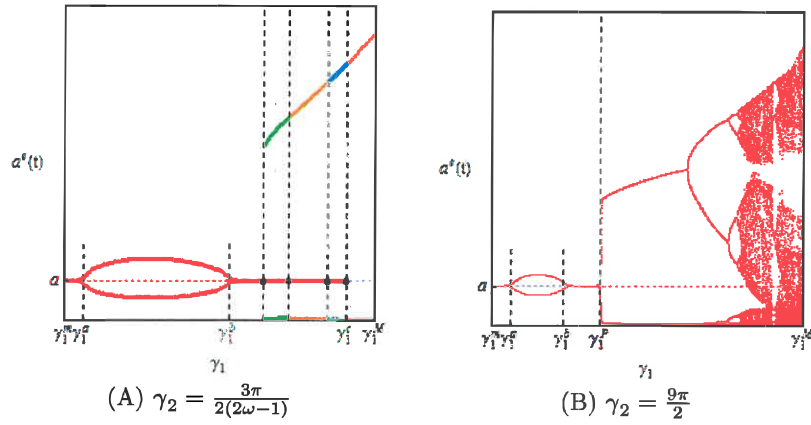 a^s(t)
a
γ₁ᵐ γ₁ᵃ γ₁ᵇ γ₁ᶜ γ₁ᴹ
γ₁
(A) γ₂ = 3π / 2(2ω−1)
a^s(t)
a
γ₁ᵐ γ₁ᵃ γ₁ᵇ γ₁ᵖ γ₁ᴹ
γ₁
(B) γ₂ = 9π / 2